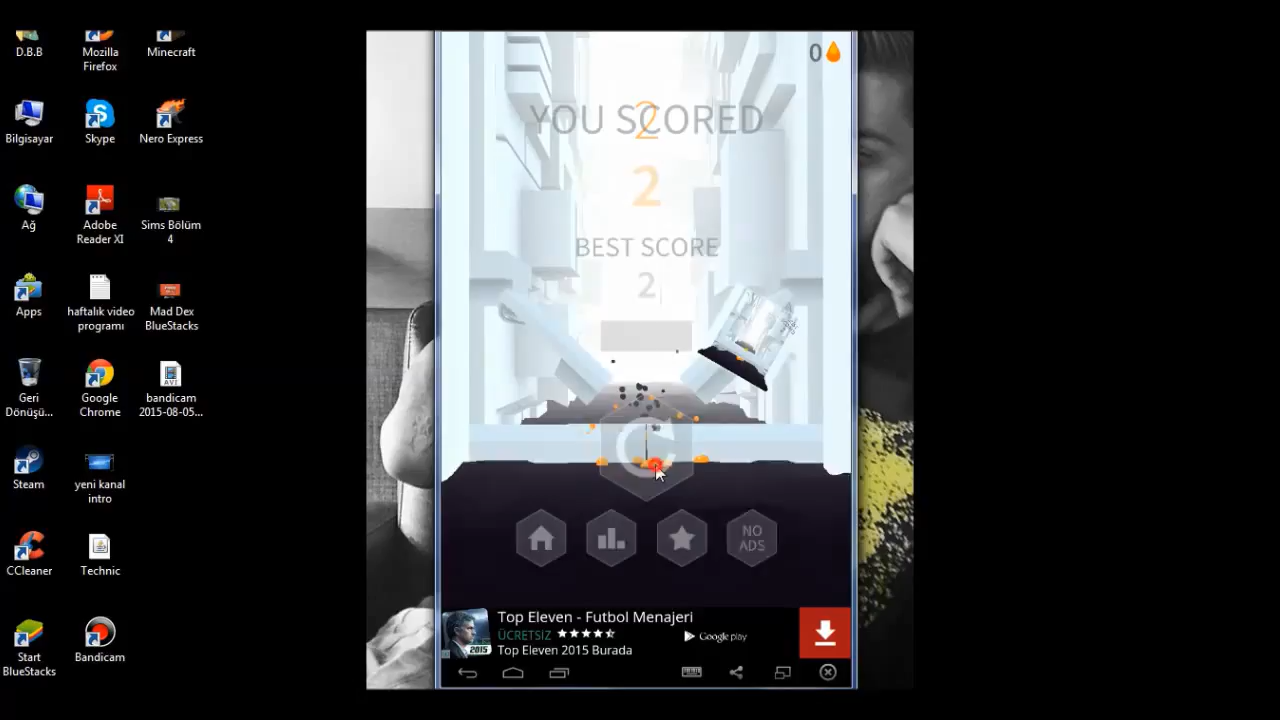 D.B.B
Mozilla
Firefox
Minecraft
Bilgisayar
Skype
Nero Express
Ağ
Adobe
Reader XI
Sims Bölüm
4
Apps
haftalık video
programı
Mad Dex
BlueStacks
Geri
Dönüşü...
Google
Chrome
bandicam
2015-08-05...
Steam
yeni kanal
intro
CCleaner
Technic
Start
BlueStacks
Bandicam
0
YOU SCORED
2
2
BEST SCORE
2
NO
ADS
Top Eleven - Futbol Menajeri
ÜCRETSİZ
Google play
Top Eleven 2015 Burada
2015